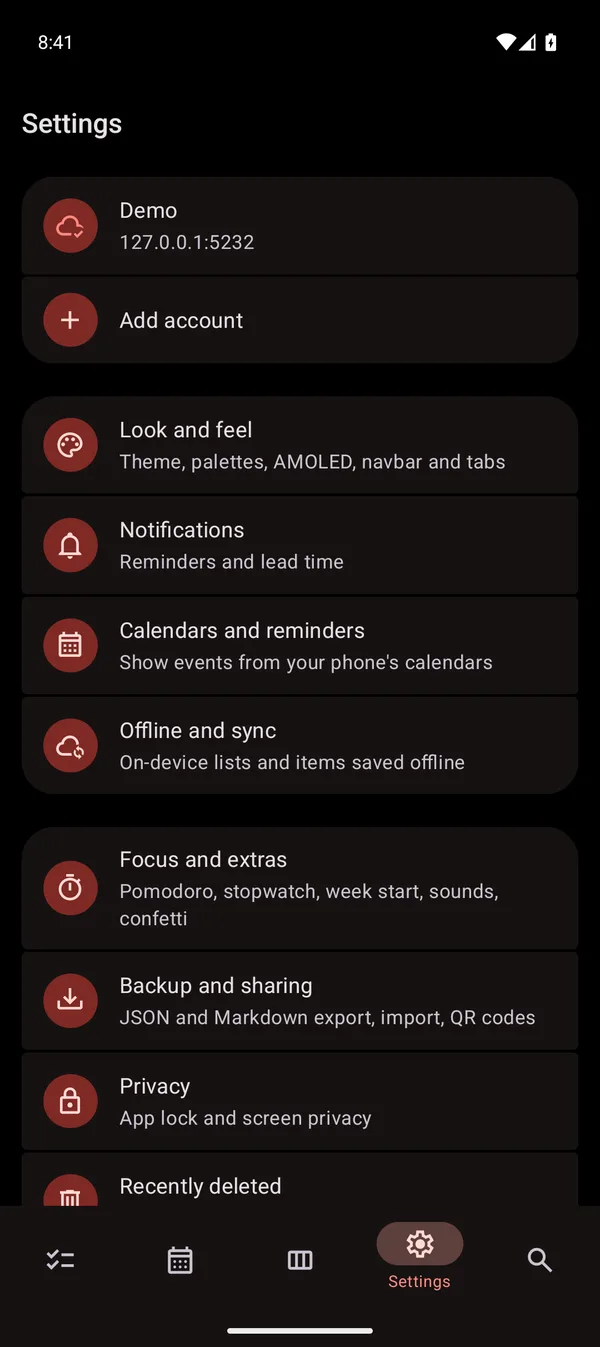 8:41
Settings
Demo
127.0.0.1:5232
Add account
Look and feel
Theme, palettes, AMOLED, navbar and tabs
Notifications
Reminders and lead time
Calendars and reminders
Show events from your phone's calendars
Offline and sync
On-device lists and items saved offline
Focus and extras
Pomodoro, stopwatch, week start, sounds,
confetti
Backup and sharing
JSON and Markdown export, import, QR codes
Privacy
App lock and screen privacy
Recently deleted
Settings